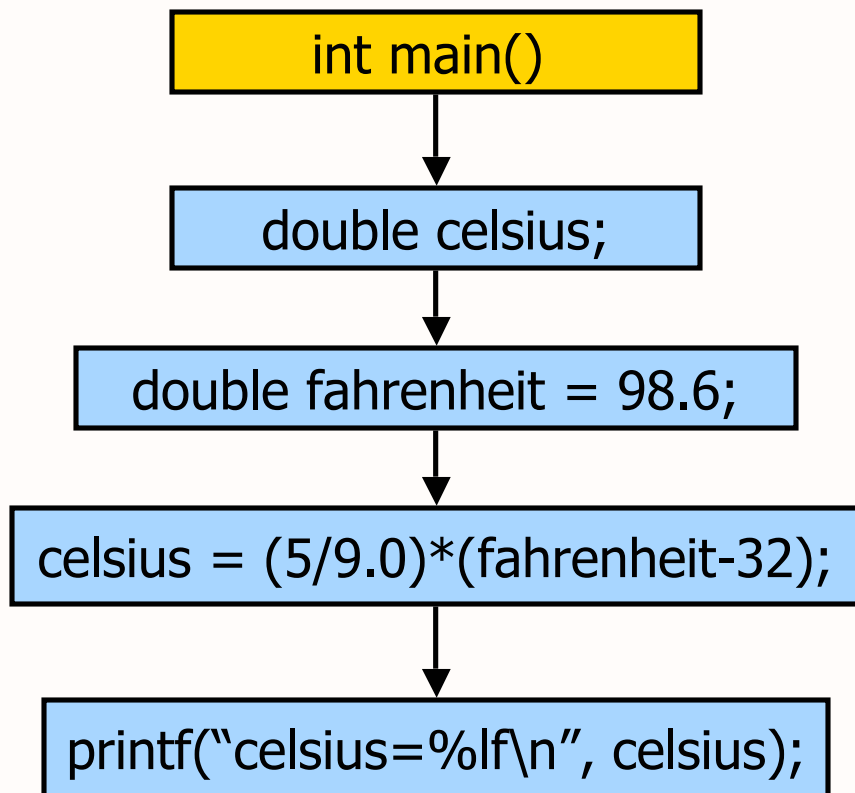 int main()
double celsius;
double fahrenheit = 98.6;
celsius = (5/9.0)*(fahrenheit-32);
printf(“celsius=%lf\n”, celsius);